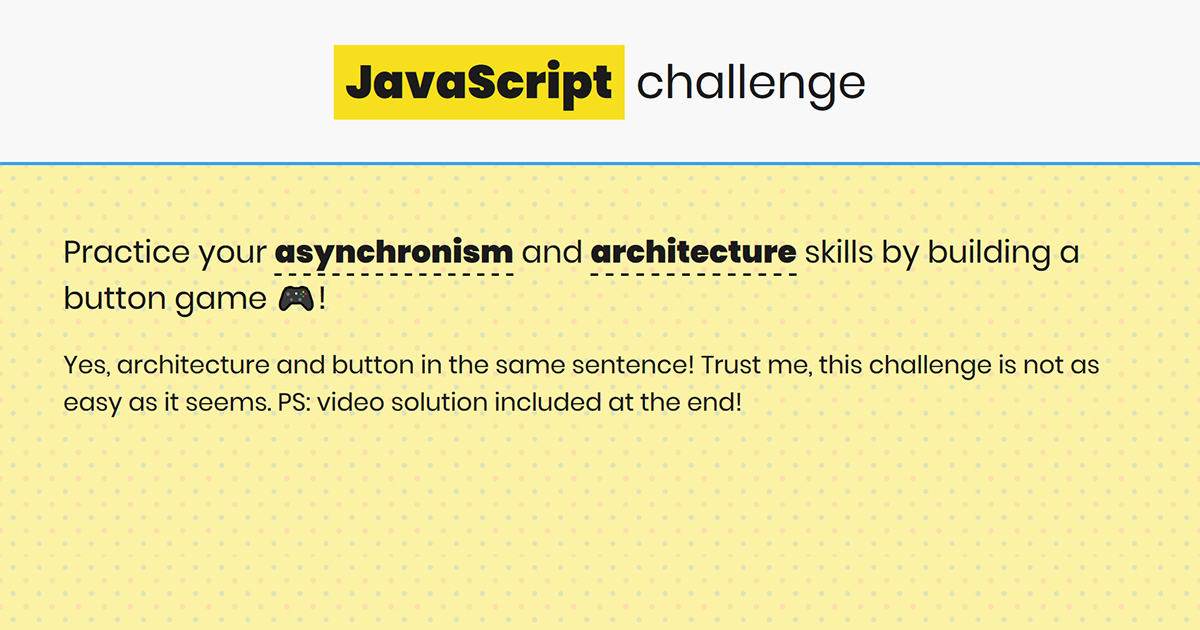 JavaScript challenge
Practice your asynchronism and architecture skills by building a
button game 🎮!
Yes, architecture and button in the same sentence! Trust me, this challenge is not as
easy as it seems. PS: video solution included at the end!